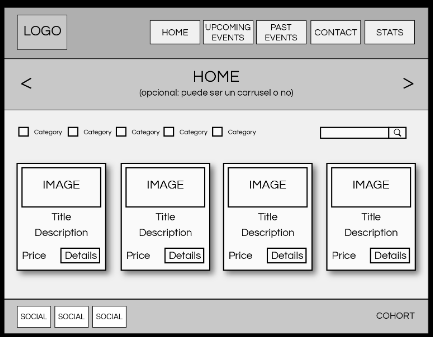 LOGO
HOME
UPCOMING
EVENTS
PAST
EVENTS
CONTACT
STATS
<
HOME
>
(opcional: puede ser un carrusel o no)
Category
Category
Category
Category
Category
IMAGE
IMAGE
IMAGE
IMAGE
Title
Title
Title
Title
Description
Description
Description
Description
Price
Details
Price
Details
Price
Details
Price
Details
SOCIAL
SOCIAL
SOCIAL
COHORT